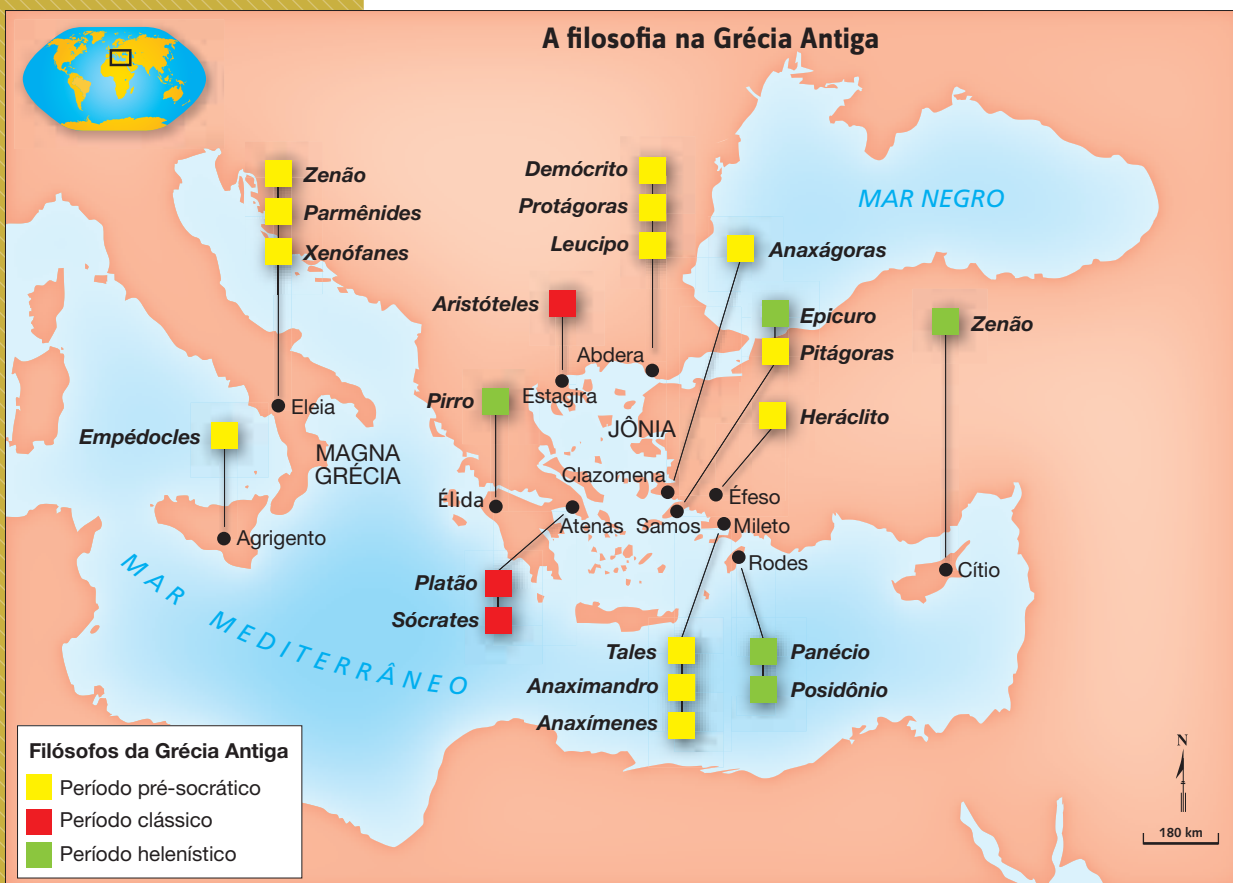 A filosofia na Grécia Antiga
Zenão
Parmênides
Xenófanes
Demócrito
Protágoras
Leucipo
MAR NEGRO
Anaxágoras
Aristóteles
Epicuro
Pitágoras
Zenão
Abdera
Estagira
Pirro
Eleia
Heráclito
Empédocles
JÔNIA
MAGNA
GRÉCIA
Clazomena
Élida
Éfeso
Atenas
Samos
Mileto
Agrigento
Rodes
Cítio
Platão
Sócrates
MAR MEDITERRÂNEO
Tales
Anaximandro
Anaxímenes
Panécio
Posidônio
Filósofos da Grécia Antiga
Período pré-socrático
Período clássico
Período helenístico
N
180 km